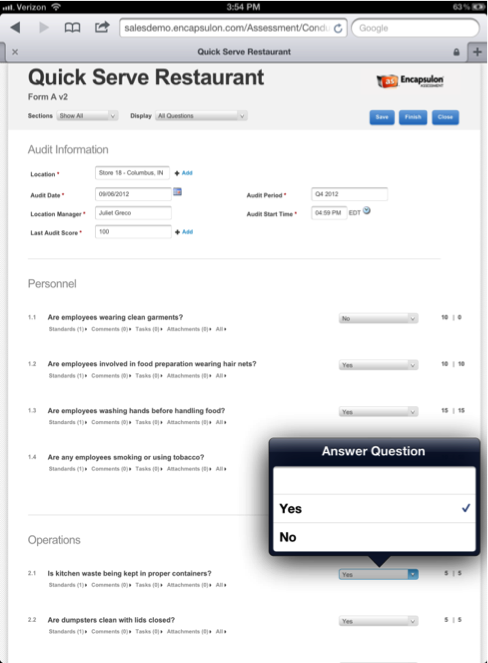 Verizon 3:54 PM 63%
salesdemo.encapsulon.com/Assessment/Condu Google
Quick Serve Restaurant
Quick Serve Restaurant
as Encapsulon
ASSESSMENT
Form A v2
Sections Show All Display All Questions Save Finish Close
Audit Information
Location * Store 18 - Columbus, IN Add
Audit Date * 09/06/2012 Audit Period * Q4 2012
Location Manager * Juliet Greco Audit Start Time * 04:59 PM EDT
Last Audit Score * 100 Add
Personnel
1.1 Are employees wearing clean garments? No 10 | 0
Standards (1) Comments (0) Tasks (0) Attachments (0) All
1.2 Are employees involved in food preparation wearing hair nets? Yes 10 | 10
Standards (1) Comments (0) Tasks (0) Attachments (0) All
1.3 Are employees washing hands before handling food? Yes 15 | 15
Standards (1) Comments (0) Tasks (0) Attachments (0) All
1.4 Are any employees smoking or using tobacco?
Standards (1) Comments (0) Tasks (0) Attachments (0) All
Answer Question
Yes
No
Operations
2.1 Is kitchen waste being kept in proper containers? Yes 5 | 5
Standards (1) Comments (0) Tasks (0) Attachments (0) All
2.2 Are dumpsters clean with lids closed? Yes 5 | 5
Standards (1) Comments (0) Tasks (0) Attachments (0) All